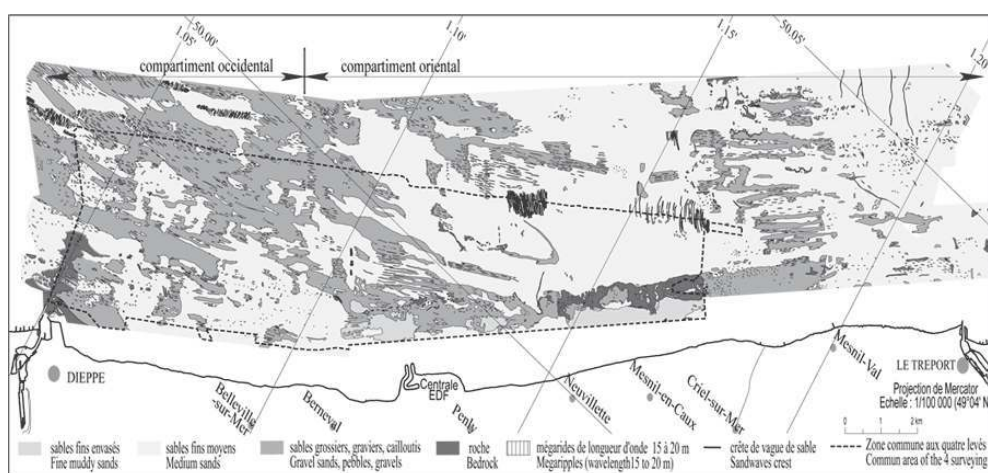 50.00'
1.05'
1.10'
1.15'
50.05'
1.20'
compartiment occidental
compartiment oriental
DIEPPE
Belleville
-sur-Mer
Berneval
Centrale
EDF
Penly
Neuvillette
Mesnil-en-Caux
Criel-sur-Mer
Mesnil-Val
LE TREPORT
Projection de Mercator
Echelle : 1/100 000 (49°04' N
0 1 2 km
sables fins envasés
Fine muddy sands
sables fins moyens
Medium sands
sables grossiers, graviers, cailloutis
Gravel sands, pebbles, gravels
roche
Bedrock
mégarides de longueur d'onde 15 à 20 m
Megaripples (wavelength15 to 20 m)
crête de vague de sable
Sandwaves crest
Zone commune aux quatre levés
Commun area of the 4 surveying